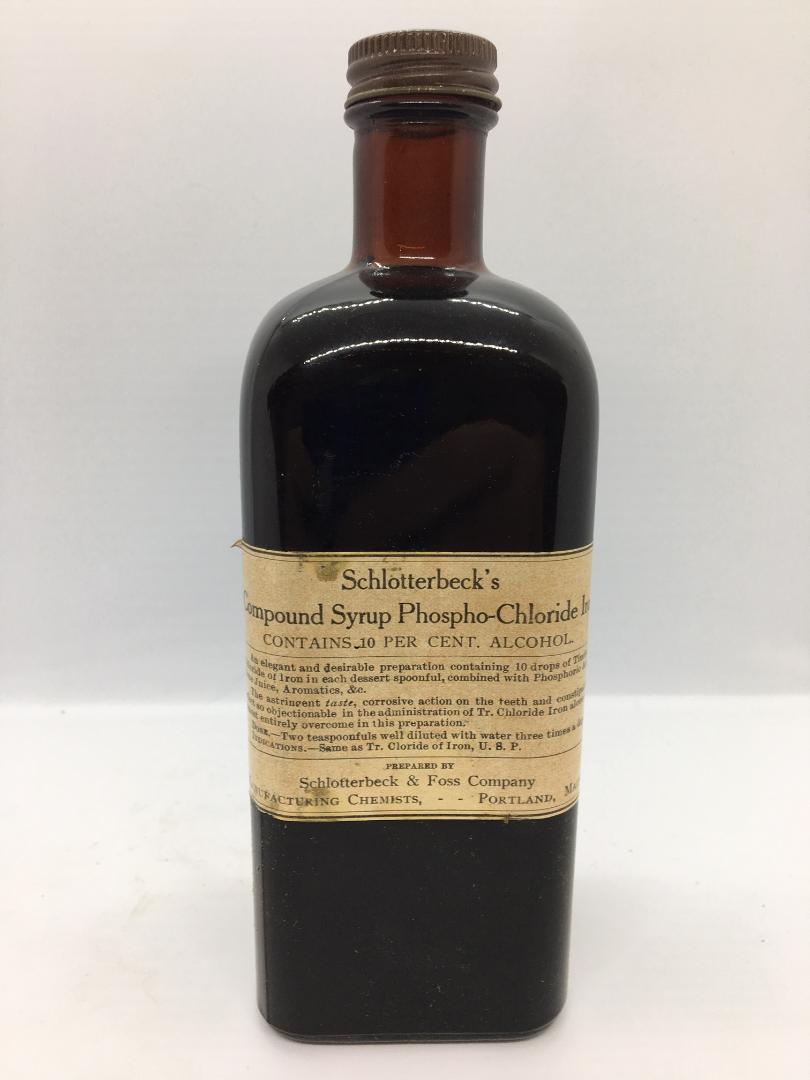 Schlotterbeck's
Compound Syrup Phospho-Chloride
CONTAINS 10 PER CENT. ALCOHOL.
An elegant and desirable preparation containing 10 drops of
of Iron in each dessert spoonful, combined with Phosphoric
Juice, Aromatics, &c.
The astringent taste, corrosive action on the teeth and
so objectionable in the administration of Tr. Chloride Iron
entirely overcome in this preparation.
DOSE.—Two teaspoonfuls well diluted with water three times a
INDICATIONS.—Same as Tr. Cloride of Iron, U. S. P.
PREPARED BY
Schlotterbeck & Foss Company
CHEMISTS, - - PORTLAND,